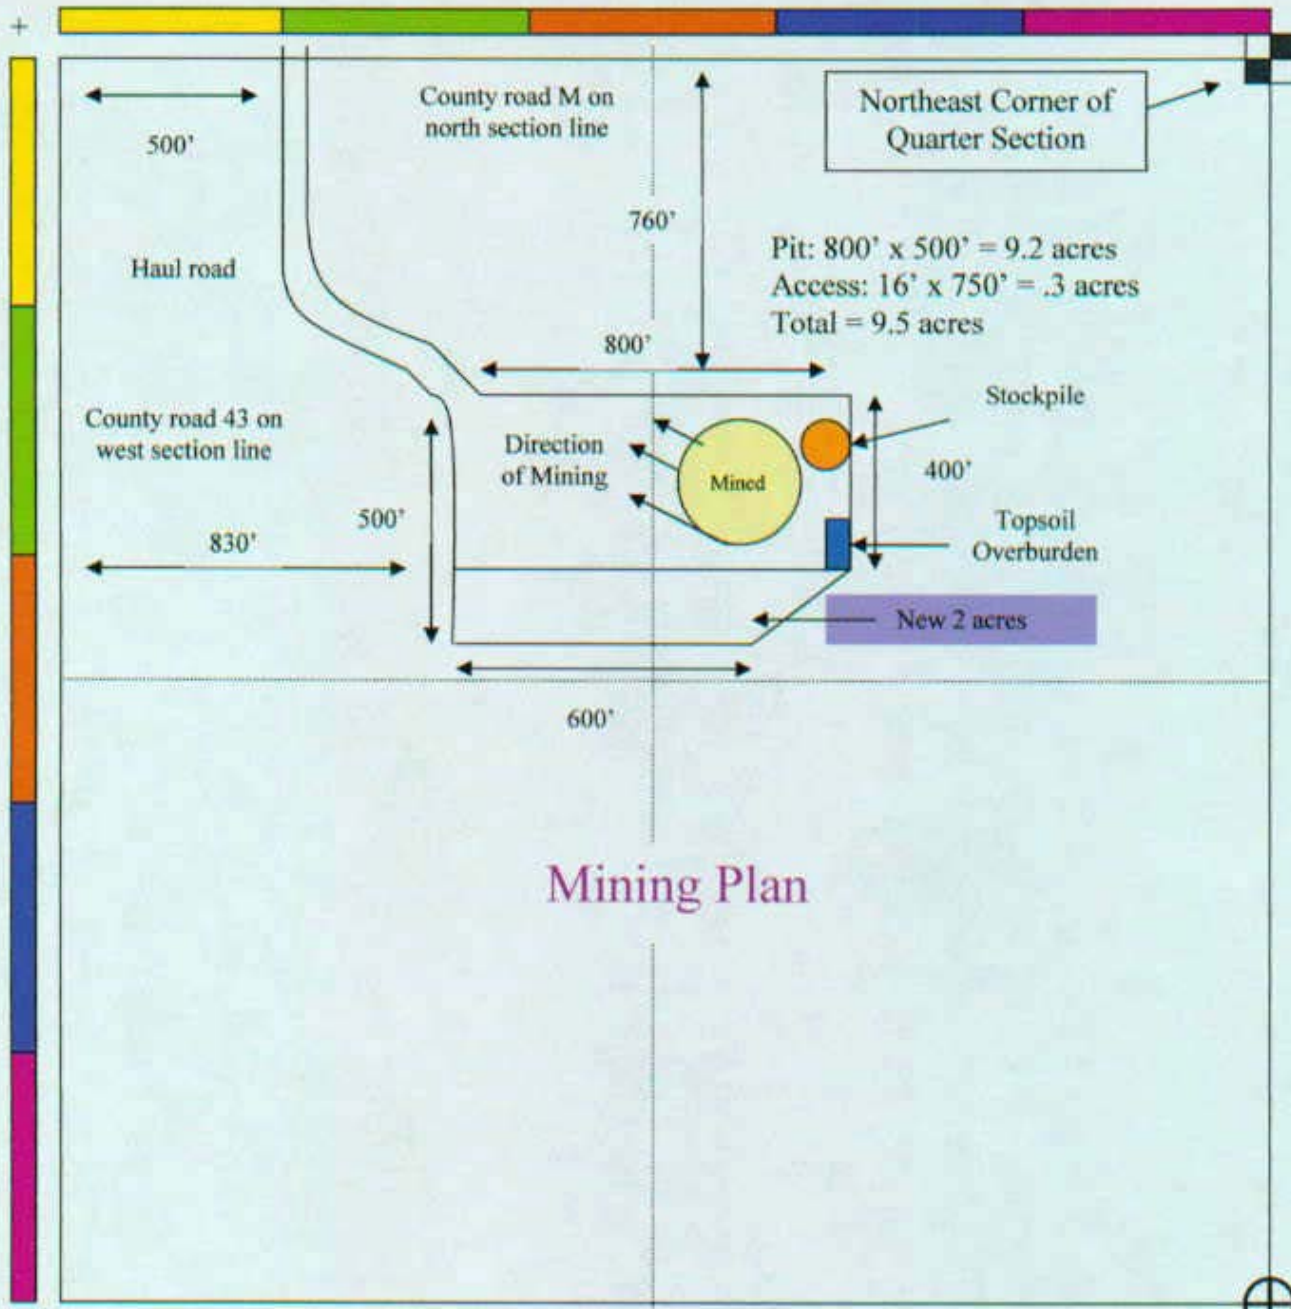 County road M on
north section line
Northeast Corner of
Quarter Section
500’
760’
Haul road
Pit: 800’ x 500’ = 9.2 acres
Access: 16’ x 750’ = .3 acres
Total = 9.5 acres
800’
Stockpile
County road 43 on
west section line
Direction
of Mining
Mined
400’
500’
830’
Topsoil
Overburden
New 2 acres
600’
Mining Plan